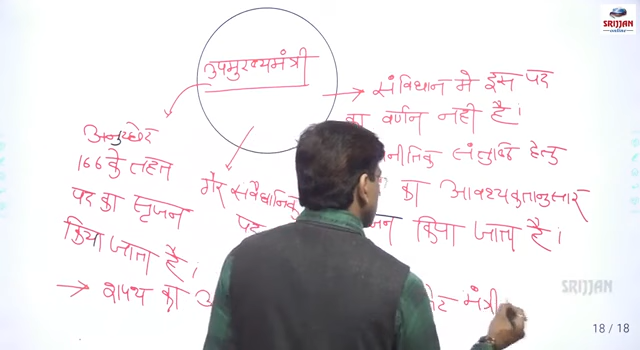 SRIJJAN
online
उपमुख्यमंत्री
संविधान मे इस पद
का वर्णन नही है।
अनुच्छेद
166 के तहत
पद का सृजन
किया जाता है।
गैर संवैधानिक
पद
संतुष्टि हेतु
का आवश्यकतानुसार
किया जाता है।
शपथ का
मंत्री
SRIJJAN
18 / 18